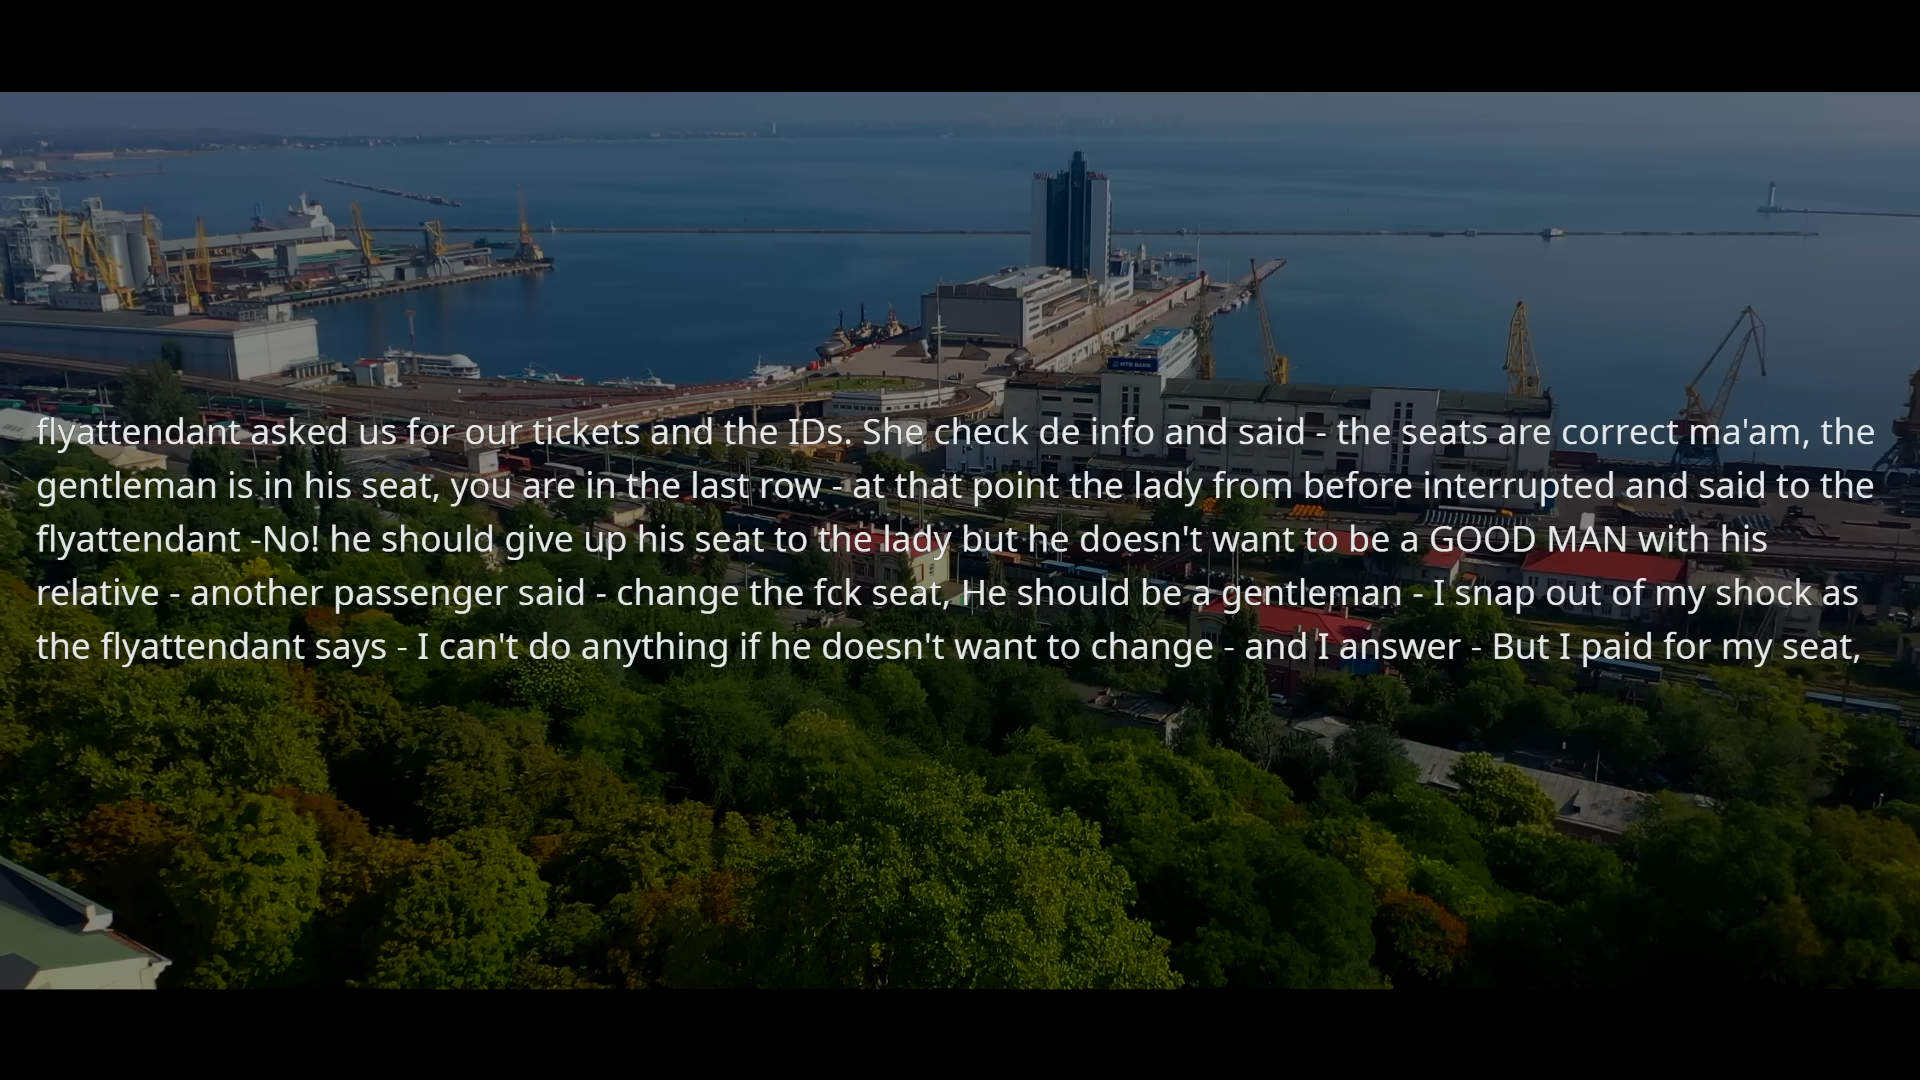 flyattendant asked us for our tickets and the IDs. She check de info and said - the seats are correct ma'am, the
gentleman is in his seat, you are in the last row - at that point the lady from before interrupted and said to the
flyattendant -No! he should give up his seat to the lady but he doesn't want to be a GOOD MAN with his
relative - another passenger said - change the fck seat, He should be a gentleman - I snap out of my shock as
the flyattendant says - I can't do anything if he doesn't want to change - and I answer - But I paid for my seat,